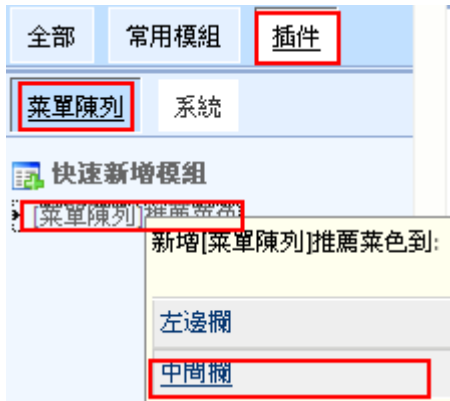 全部 常用模組 插件
菜單陳列 系統
快速新增模組
[菜單陳列]推薦菜色
新增[菜單陳列]推薦菜色到:
左邊欄
中間欄